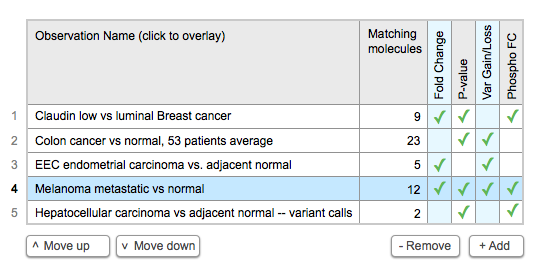 Observation Name (click to overlay)
Matching
molecules
Fold Change
P-value
Var Gain/Loss
Phospho FC
1 Claudin low vs luminal Breast cancer 9 ✓ ✓ ✓
2 Colon cancer vs normal, 53 patients average 23 ✓ ✓
3 EEC endometrial carcinoma vs. adjacent normal 5 ✓ ✓
4 Melanoma metastatic vs normal 12 ✓ ✓ ✓ ✓
5 Hepatocellular carcinoma vs adjacent normal -- variant calls 2 ✓ ✓
^ Move up v Move down - Remove + Add